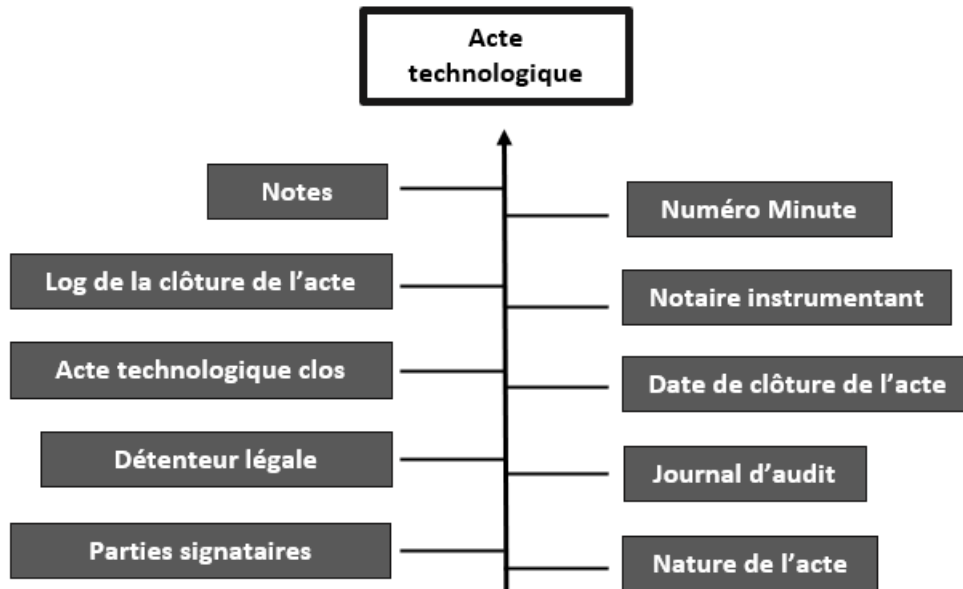 Acte
technologique
Notes
Numéro Minute
Log de la clôture de l’acte
Notaire instrumentant
Acte technologique clos
Date de clôture de l’acte
Détenteur légale
Journal d’audit
Parties signataires
Nature de l’acte